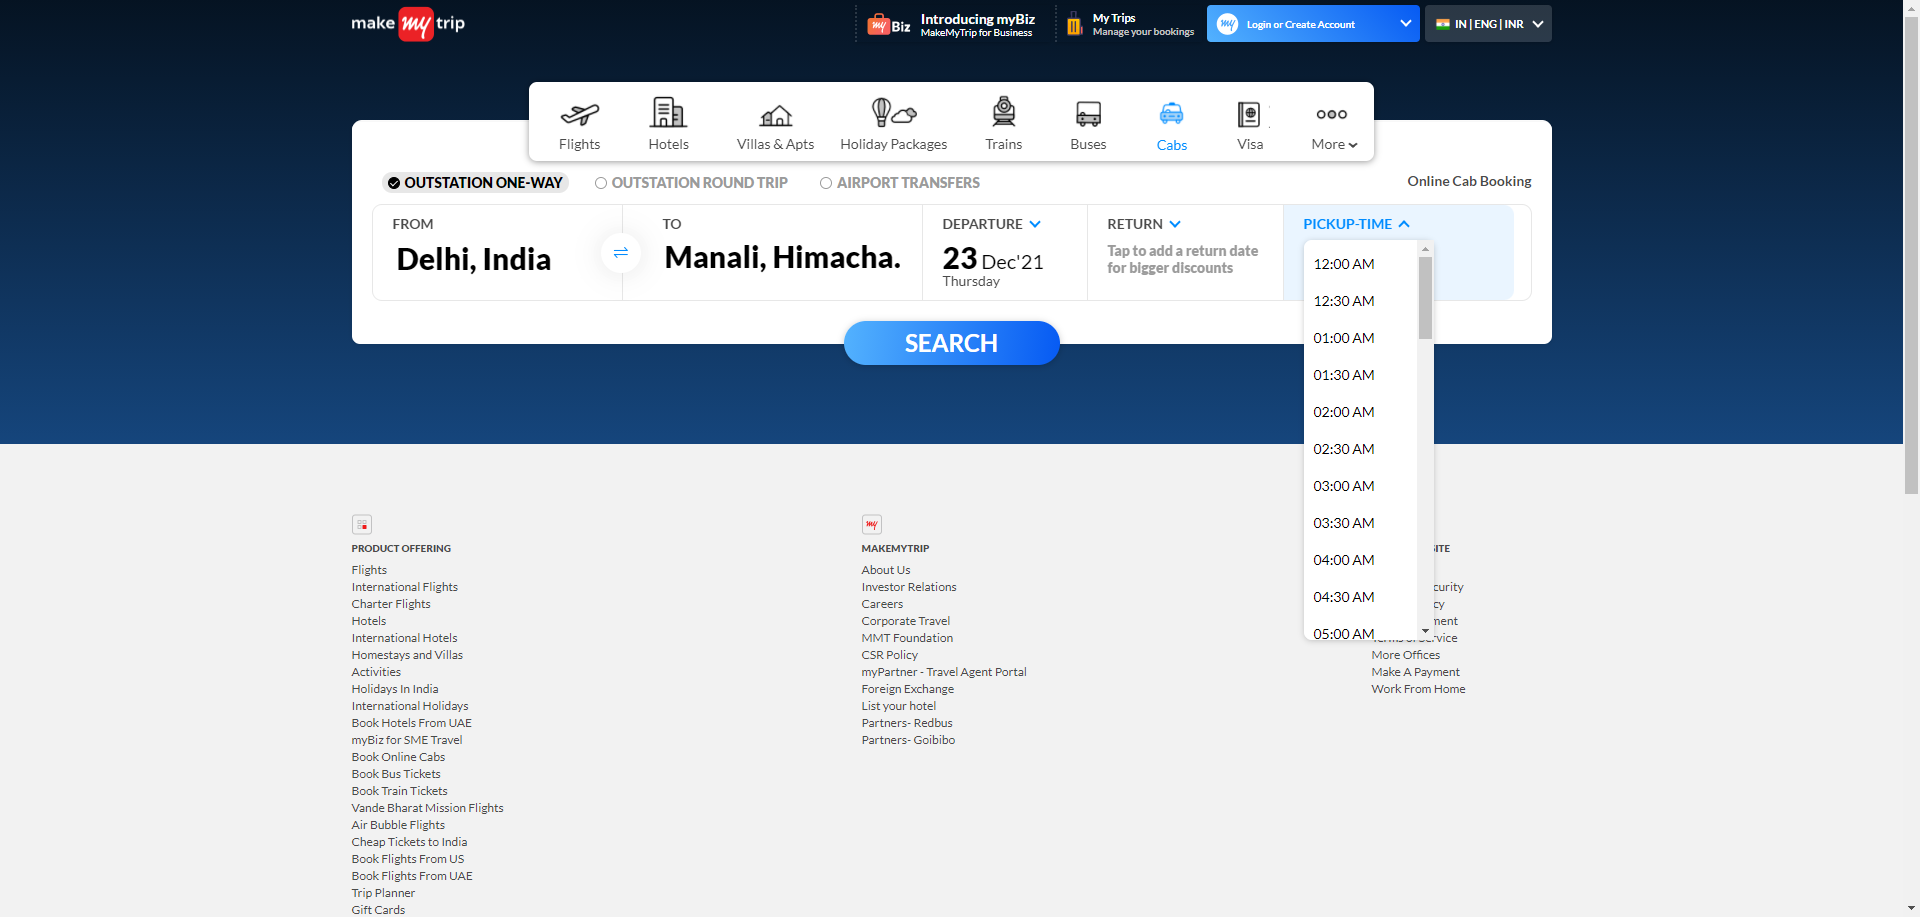 make my trip
my Biz
Introducing myBiz
MakeMyTrip for Business
My Trips
Manage your bookings
my
Login or Create Account
IN | ENG | INR
Flights
Hotels
Villas & Apts
Holiday Packages
Trains
Buses
Cabs
Visa
More
OUTSTATION ONE-WAY
OUTSTATION ROUND TRIP
AIRPORT TRANSFERS
Online Cab Booking
FROM
Delhi, India
TO
Manali, Himacha.
DEPARTURE
23 Dec'21
Thursday
RETURN
Tap to add a return date
for bigger discounts
PICKUP-TIME
12:00 AM
12:30 AM
01:00 AM
01:30 AM
02:00 AM
02:30 AM
03:00 AM
03:30 AM
04:00 AM
04:30 AM
05:00 AM
SEARCH
PRODUCT OFFERING
Flights
International Flights
Charter Flights
Hotels
International Hotels
Homestays and Villas
Activities
Holidays In India
International Holidays
Book Hotels From UAE
myBiz for SME Travel
Book Online Cabs
Book Bus Tickets
Book Train Tickets
Vande Bharat Mission Flights
Air Bubble Flights
Cheap Tickets to India
Book Flights From US
Book Flights From UAE
Trip Planner
Gift Cards
my
MAKEMYTRIP
About Us
Investor Relations
Careers
Corporate Travel
MMT Foundation
CSR Policy
myPartner - Travel Agent Portal
Foreign Exchange
List your hotel
Partners- Redbus
Partners- Goibibo
More Offices
Make A Payment
Work From Home